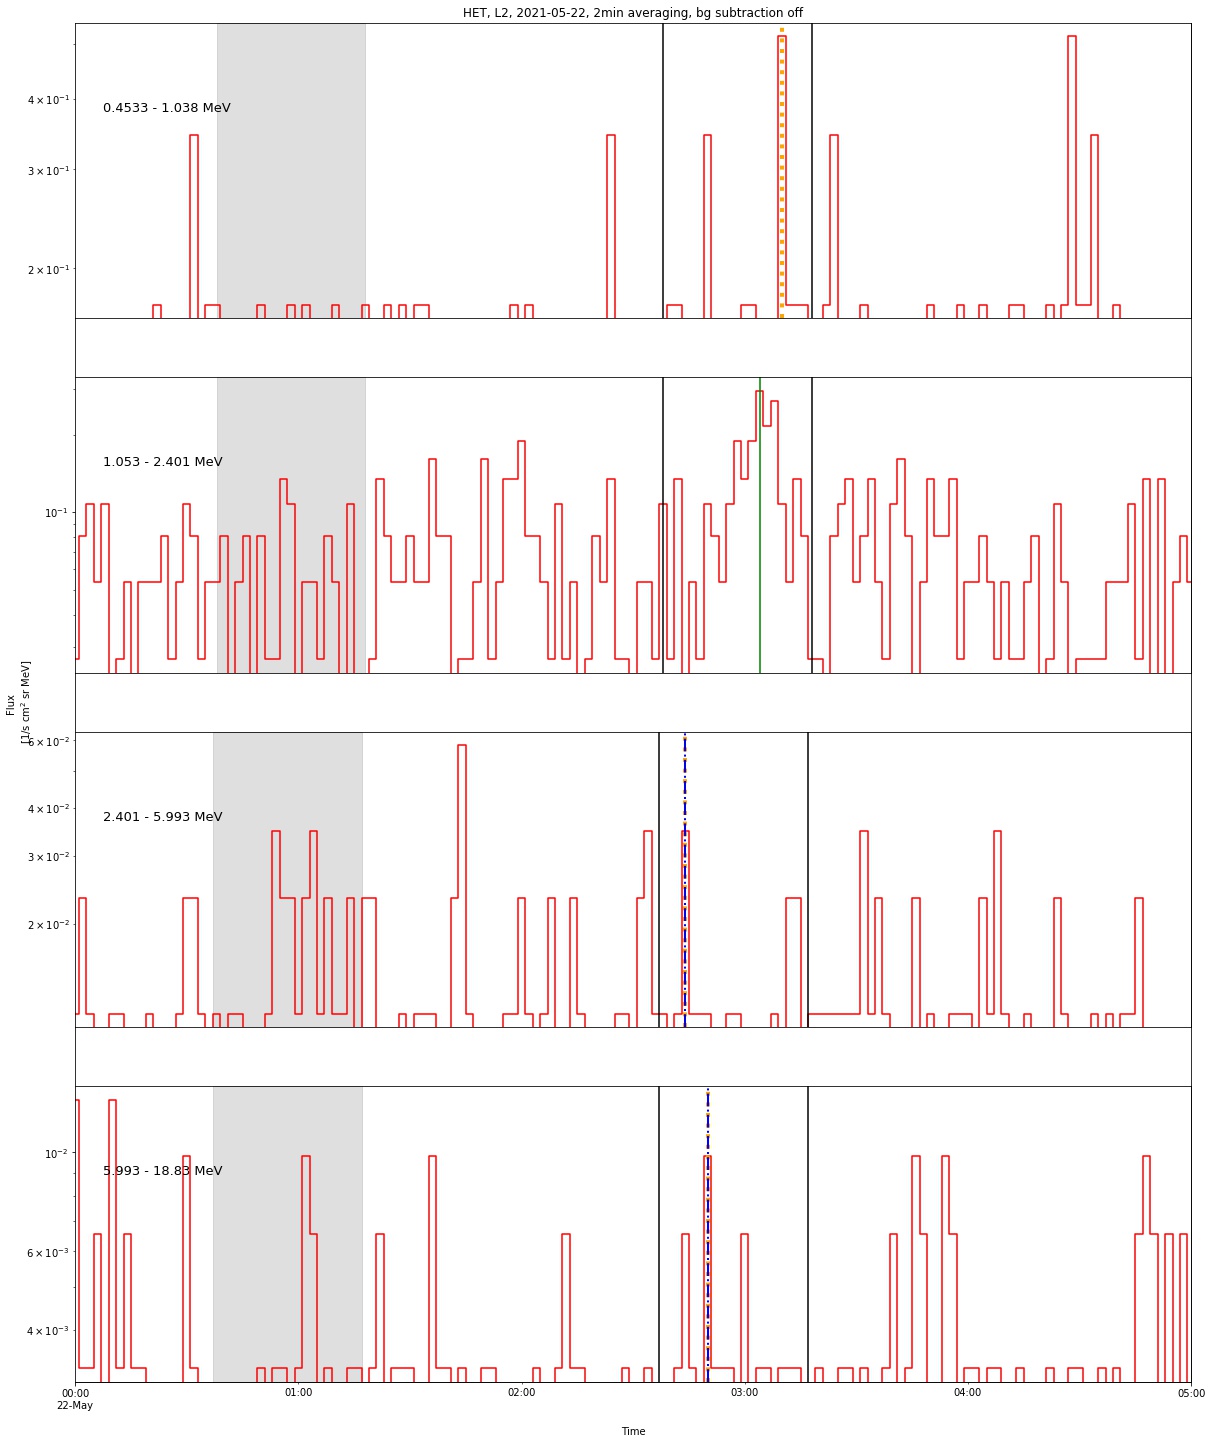 HET, L2, 2021-05-22, 2min averaging, bg subtraction off
4 × 10⁻¹
0.4533 - 1.038 MeV
3 × 10⁻¹
2 × 10⁻¹
1.053 - 2.401 MeV
10⁻¹
Flux
[1/s cm² sr MeV]
6 × 10⁻²
4 × 10⁻²
2.401 - 5.993 MeV
3 × 10⁻²
2 × 10⁻²
10⁻²
5.993 - 18.83 MeV
6 × 10⁻³
4 × 10⁻³
00:00 01:00 02:00 03:00 04:00 05:00
22-May
Time